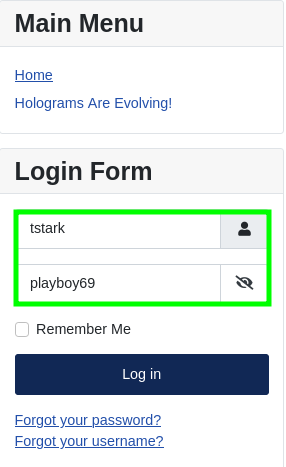 Main Menu
Home
Holograms Are Evolving!
Login Form
tstark
playboy69
Remember Me
Log in
Forgot your password?
Forgot your username?